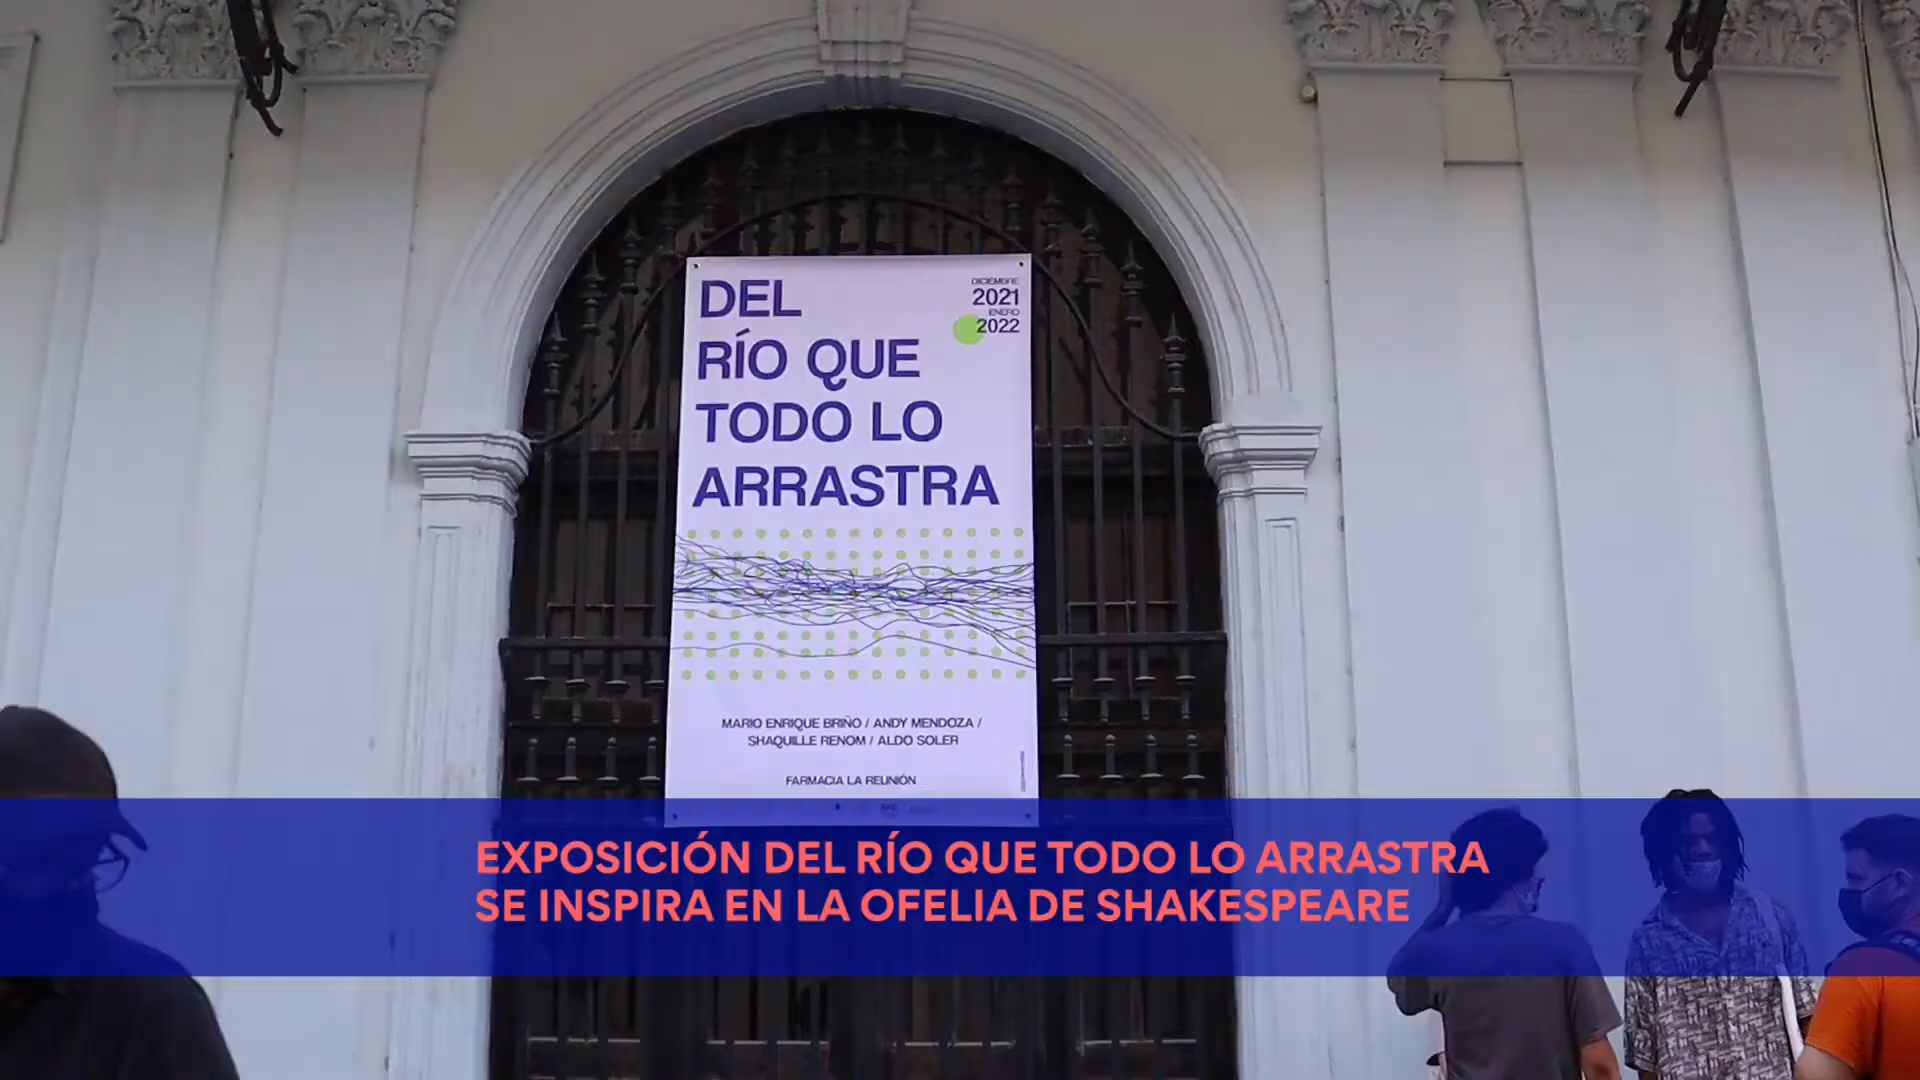 DEL
RÍO QUE
TODO LO
ARRASTRA
DICIEMBRE
2021
ENERO
2022
MARIO ENRIQUE BRIÑO / ANDY MENDOZA /
SHAQUILLE RENOM / ALDO SOLER
FARMACIA LA REUNIÓN
EXPOSICIÓN DEL RÍO QUE TODO LO ARRASTRA
SE INSPIRA EN LA OFELIA DE SHAKESPEARE